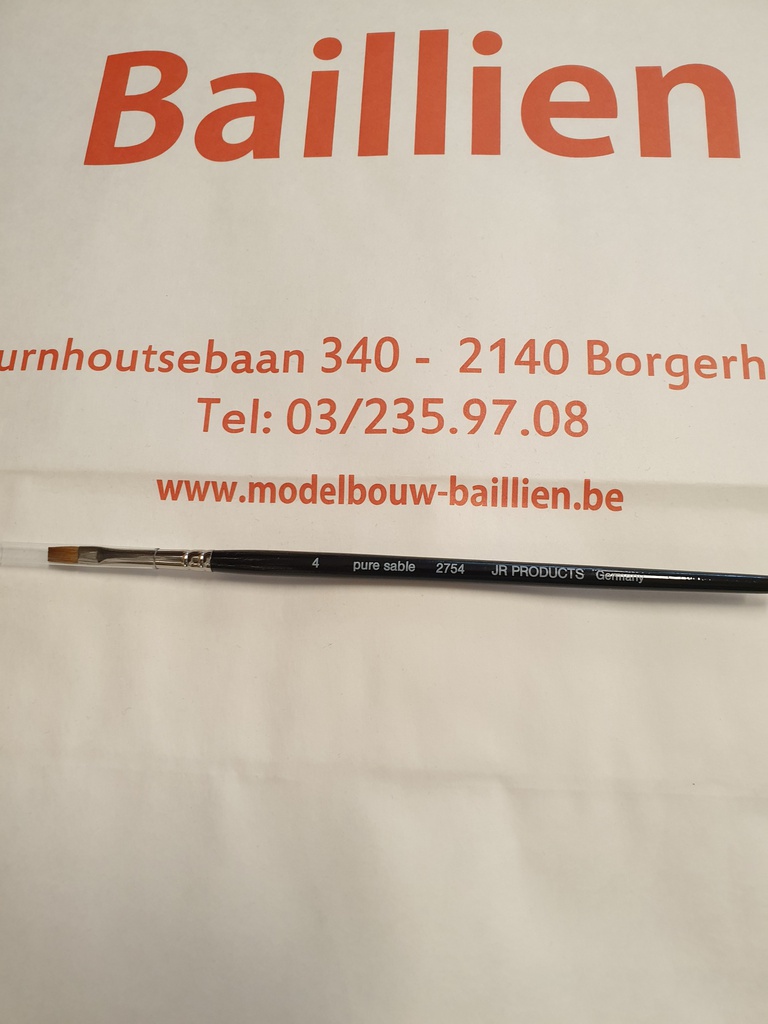 Baillien
urnhoutsebaan 340 - 2140 Borgerh
Tel: 03/235.97.08
www.modelbouw-baillien.be
4 pure sable 2754 JR PRODUCTS Germany